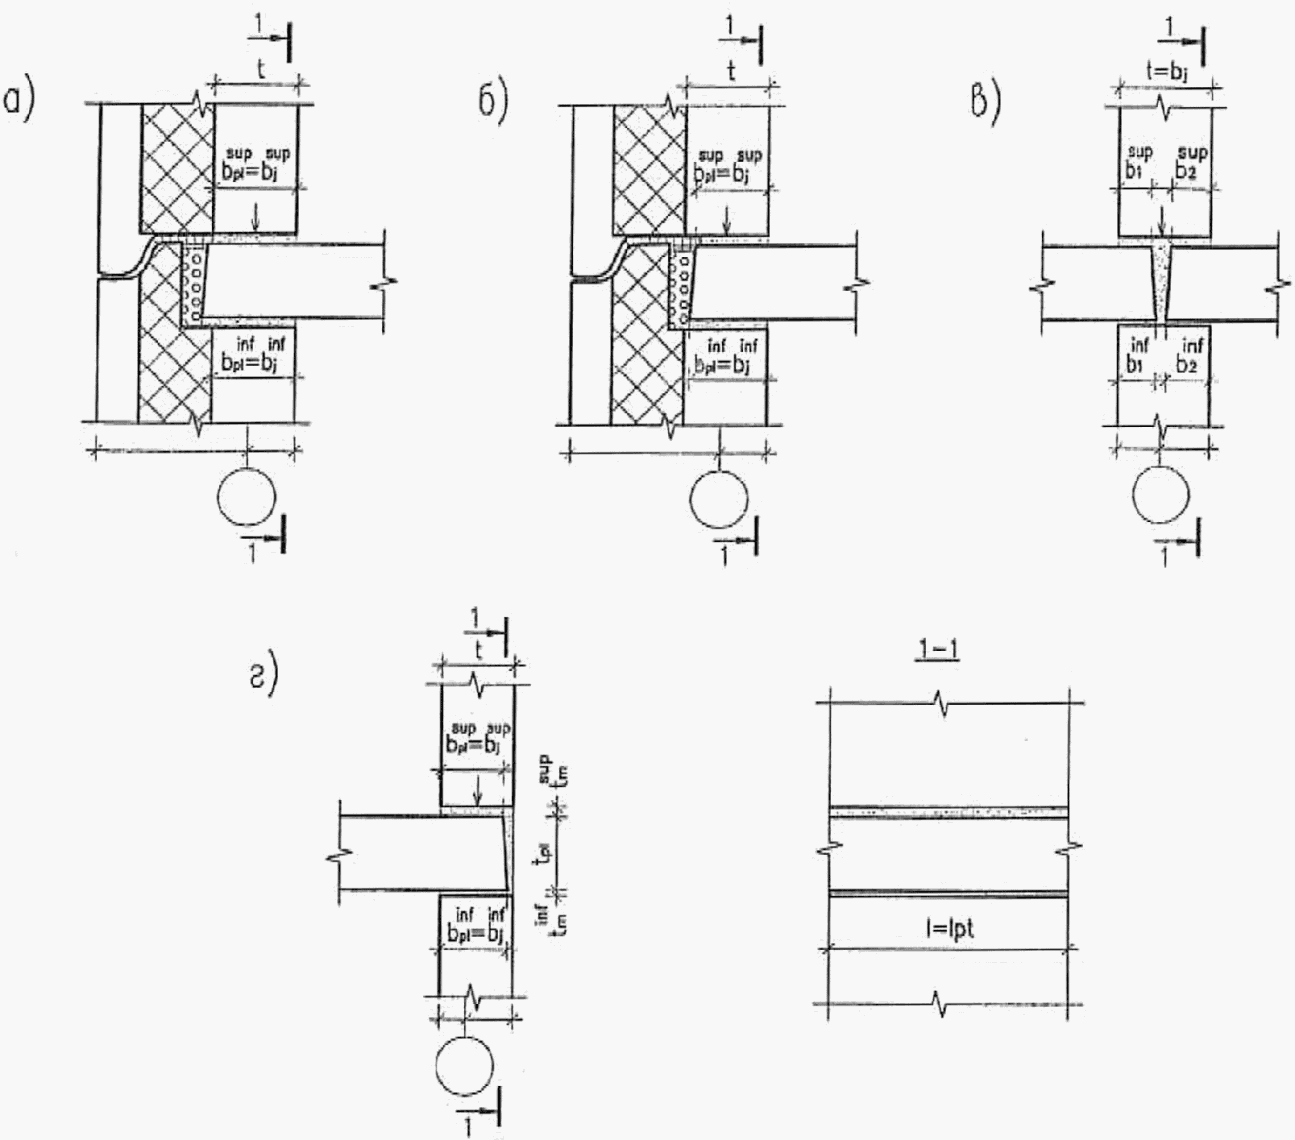 а)
1
t
sup sup
bpl=bj
inf inf
bpl=bj
1
б)
1
t
sup sup
bpl=bj
inf inf
bpl=bj
1
в)
1
t=bj
sup sup
b1 b2
inf inf
b1 b2
1
г)
1
t
sup sup
bpl=bj
sup
tm
tpl
inf
tm
inf inf
bpl=bj
1
1-1
l=lpt